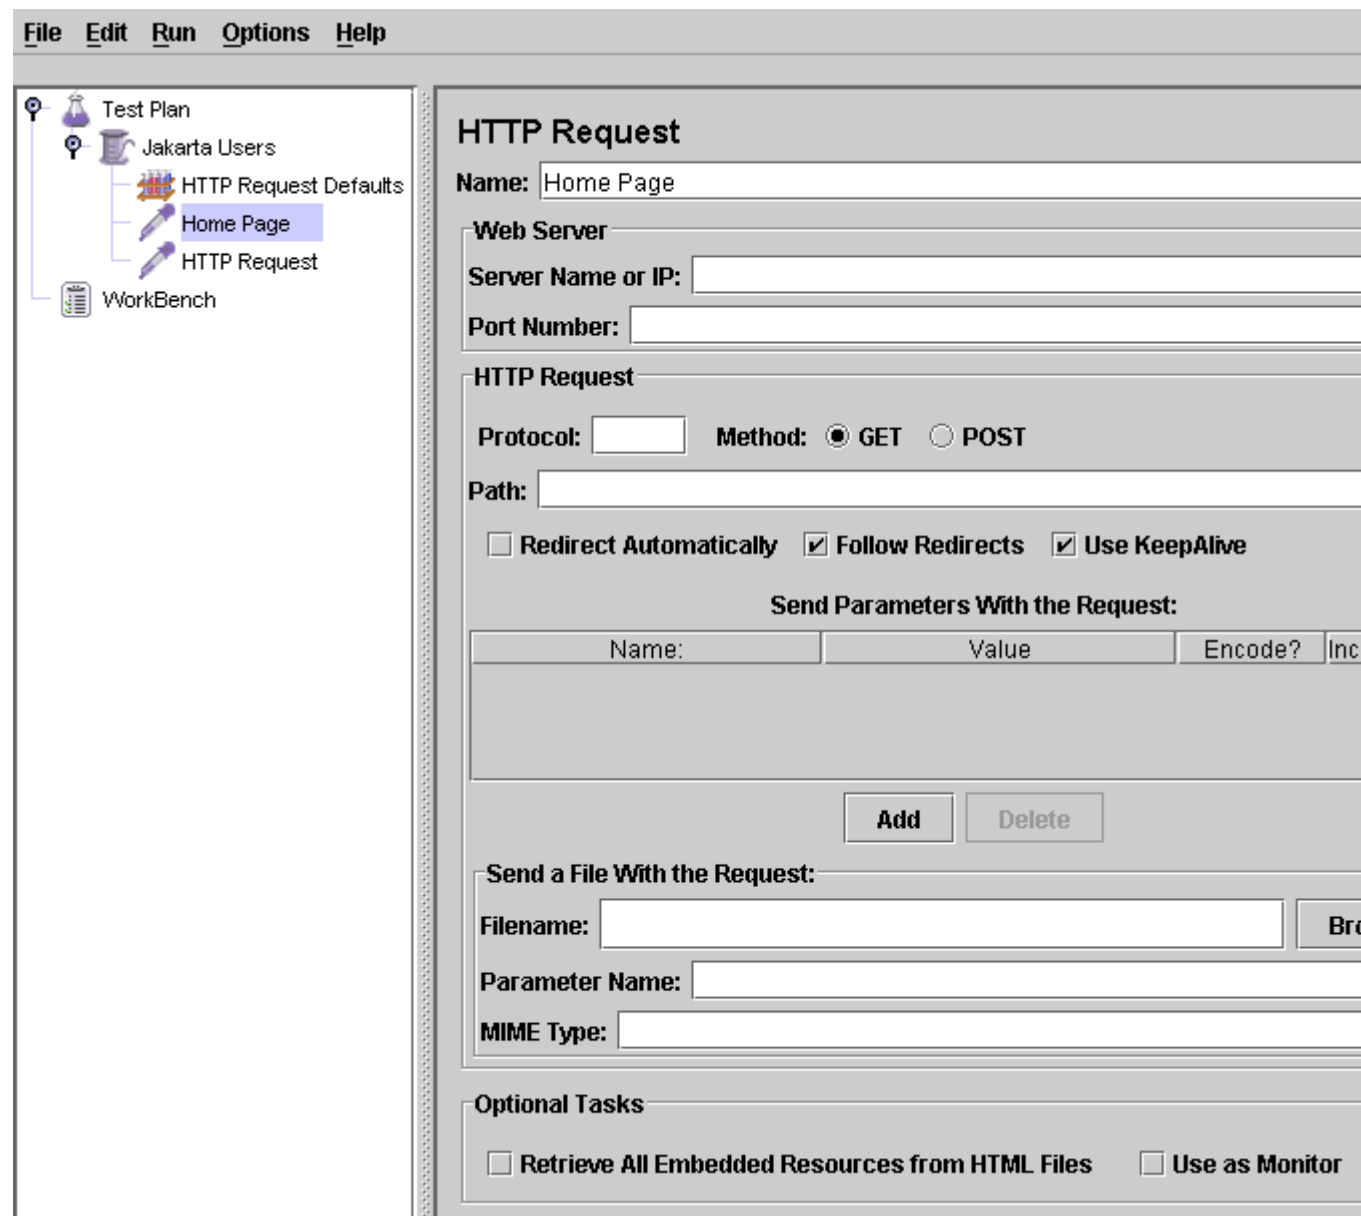 File Edit Run Options Help
Test Plan
Jakarta Users
HTTP Request Defaults
Home Page
HTTP Request
WorkBench
HTTP Request
Name: Home Page
Web Server
Server Name or IP:
Port Number:
HTTP Request
Protocol: Method: GET POST
Path:
Redirect Automatically Follow Redirects Use KeepAlive
Send Parameters With the Request:
Name: Value Encode? Inc
Add Delete
Send a File With the Request:
Filename: Bro
Parameter Name:
MIME Type:
Optional Tasks
Retrieve All Embedded Resources from HTML Files Use as Monitor